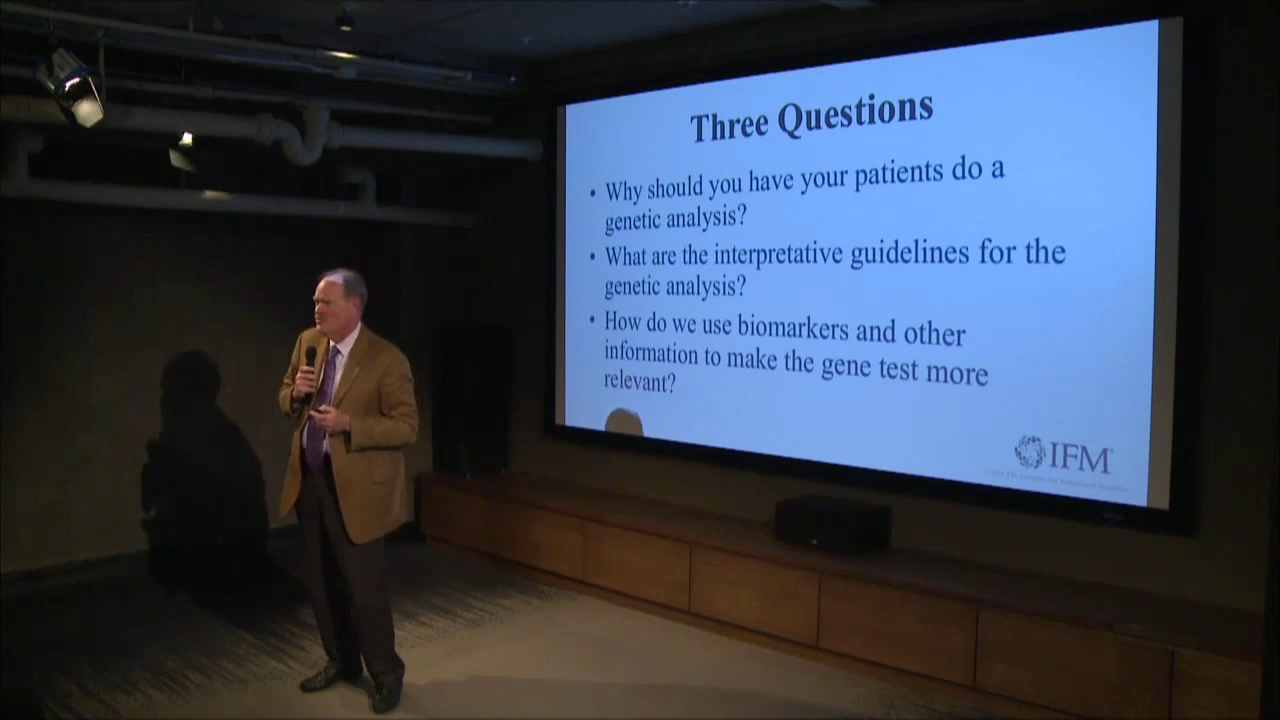 Three Questions
• Why should you have your patients do a
genetic analysis?
• What are the interpretative guidelines for the
genetic analysis?
• How do we use biomarkers and other
information to make the gene test more
relevant?
IFM